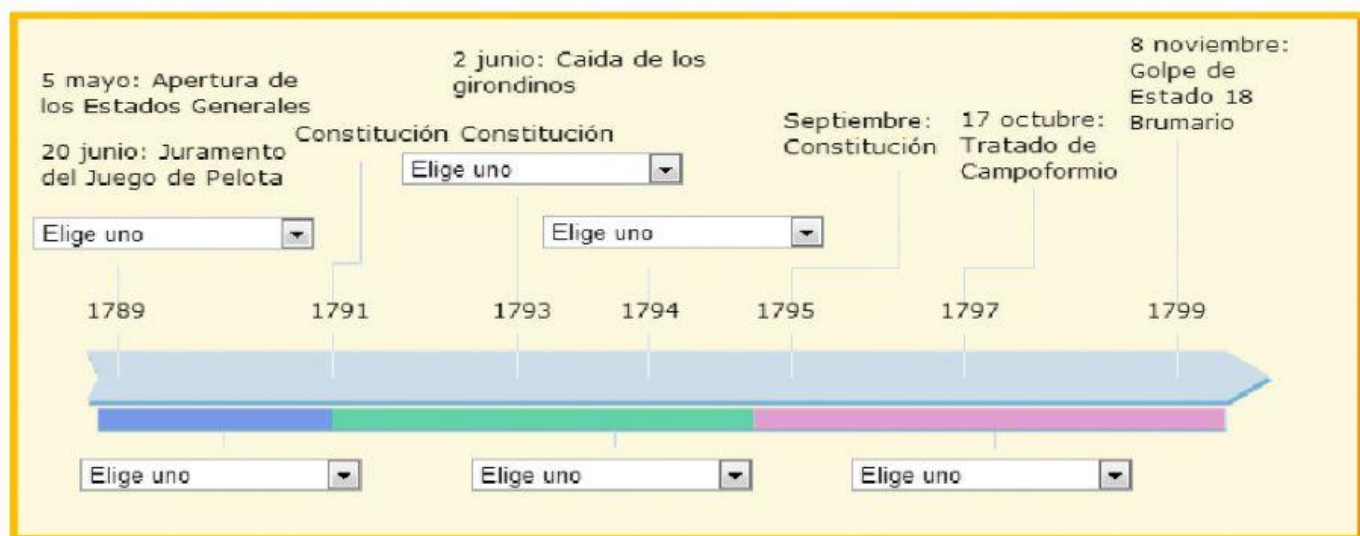 5 mayo: Apertura de
los Estados Generales
20 junio: Juramento
del Juego de Pelota
Elige uno
Constitución
2 junio: Caida de los
girondinos
Constitución
Elige uno
Elige uno
Septiembre:
Constitución
17 octubre:
Tratado de
Campoformio
8 noviembre:
Golpe de
Estado 18
Brumario
1789
1791
1793
1794
1795
1797
1799
Elige uno
Elige uno
Elige uno